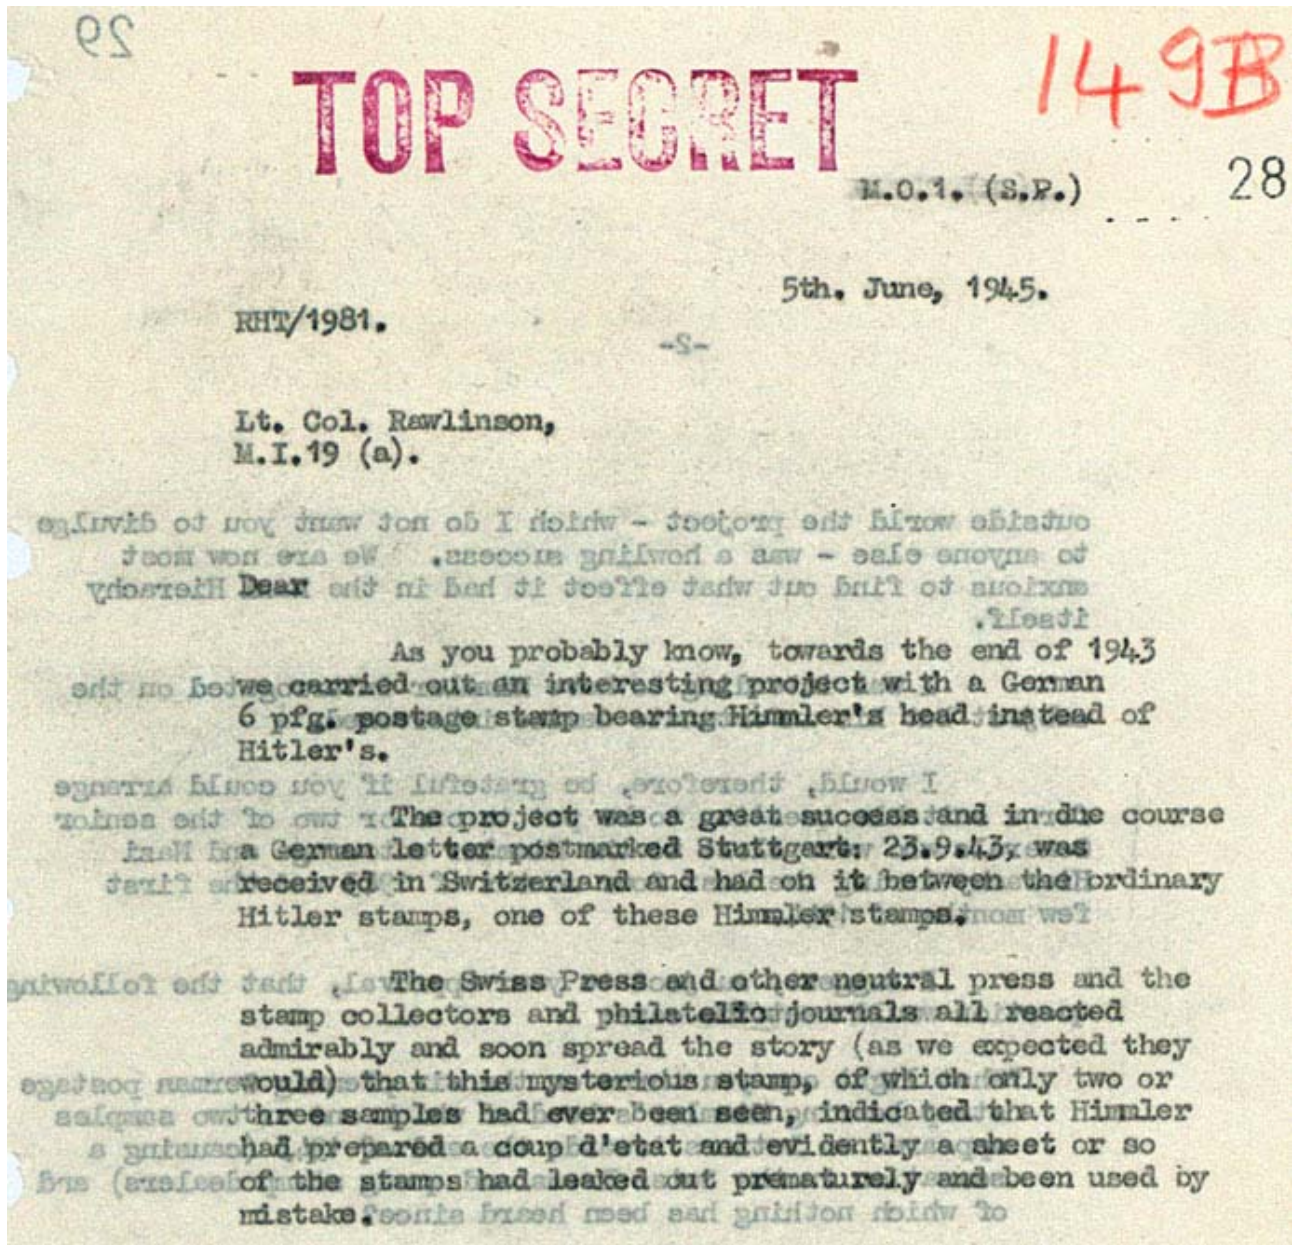 TOP SECRET
149B
28
M.O.1. (S.P.)
5th. June, 1945.
RHT/1981.
Lt. Col. Rawlinson,
M.I.19 (a).
Dear
As you probably know, towards the end of 1943
we carried out an interesting project with a German
6 pfg. postage stamp bearing Himmler's head instead of
Hitler's.
The project was a great success and in due course
a German letter postmarked Stuttgart: 23.9.43, was
received in Switzerland and had on it between the ordinary
Hitler stamps, one of these Himmler stamps.
The Swiss Press and other neutral press and the
stamp collectors and philatelic journals all reacted
admirably and soon spread the story (as we expected they
would) that this mysterious stamp, of which only two or
three samples had ever been seen, indicated that Himmler
had prepared a coup d'etat and evidently a sheet or so
of the stamps had leaked out prematurely and been used by
mistake.